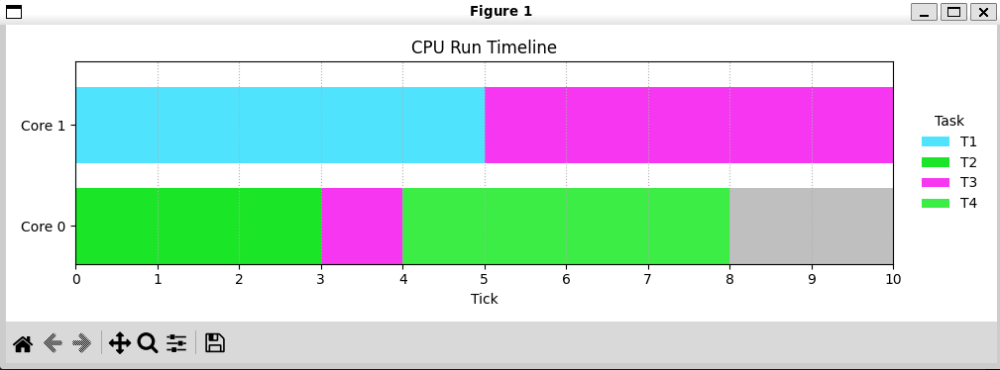 Figure 1
CPU Run Timeline
Core 1
Core 0
0 1 2 3 4 5 6 7 8 9 10
Tick
Task
T1
T2
T3
T4